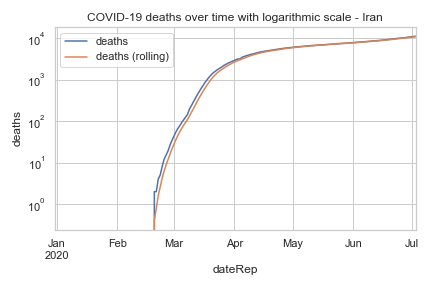 COVID-19 deaths over time with logarithmic scale - Iran
deaths
deaths (rolling)
10⁴
10³
10²
10¹
10⁰
deaths
Jan Feb Mar Apr May Jun Jul
2020
dateRep